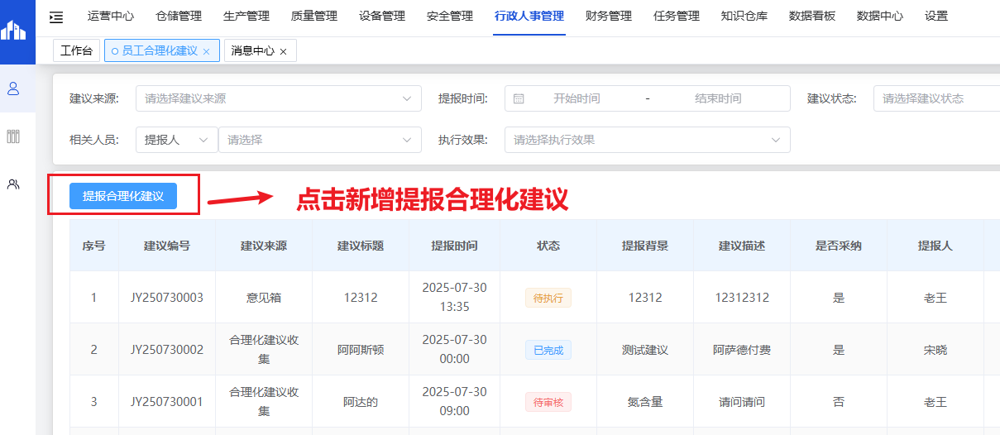 运营中心 仓储管理 生产管理 质量管理 设备管理 安全管理 行政人事管理 财务管理 任务管理 知识仓库 数据看板 数据中心 设置
工作台 员工合理化建议 × 消息中心 ×
建议来源: 请选择建议来源 提报时间: 开始时间 - 结束时间 建议状态: 请选择建议状态
相关人员: 提报人 请选择 执行效果: 请选择执行效果
提报合理化建议 点击新增提报合理化建议
序号 建议编号 建议来源 建议标题 提报时间 状态 提报背景 建议描述 是否采纳 提报人
1 JY250730003 意见箱 12312 2025-07-30 13:35 待执行 12312 12312312 是 老王
2 JY250730002 合理化建议收集 阿阿斯顿 2025-07-30 00:00 已完成 测试建议 阿萨德付费 是 宋晓
3 JY250730001 合理化建议收集 阿达的 2025-07-30 09:00 待审核 氮含量 请问请问 否 老王